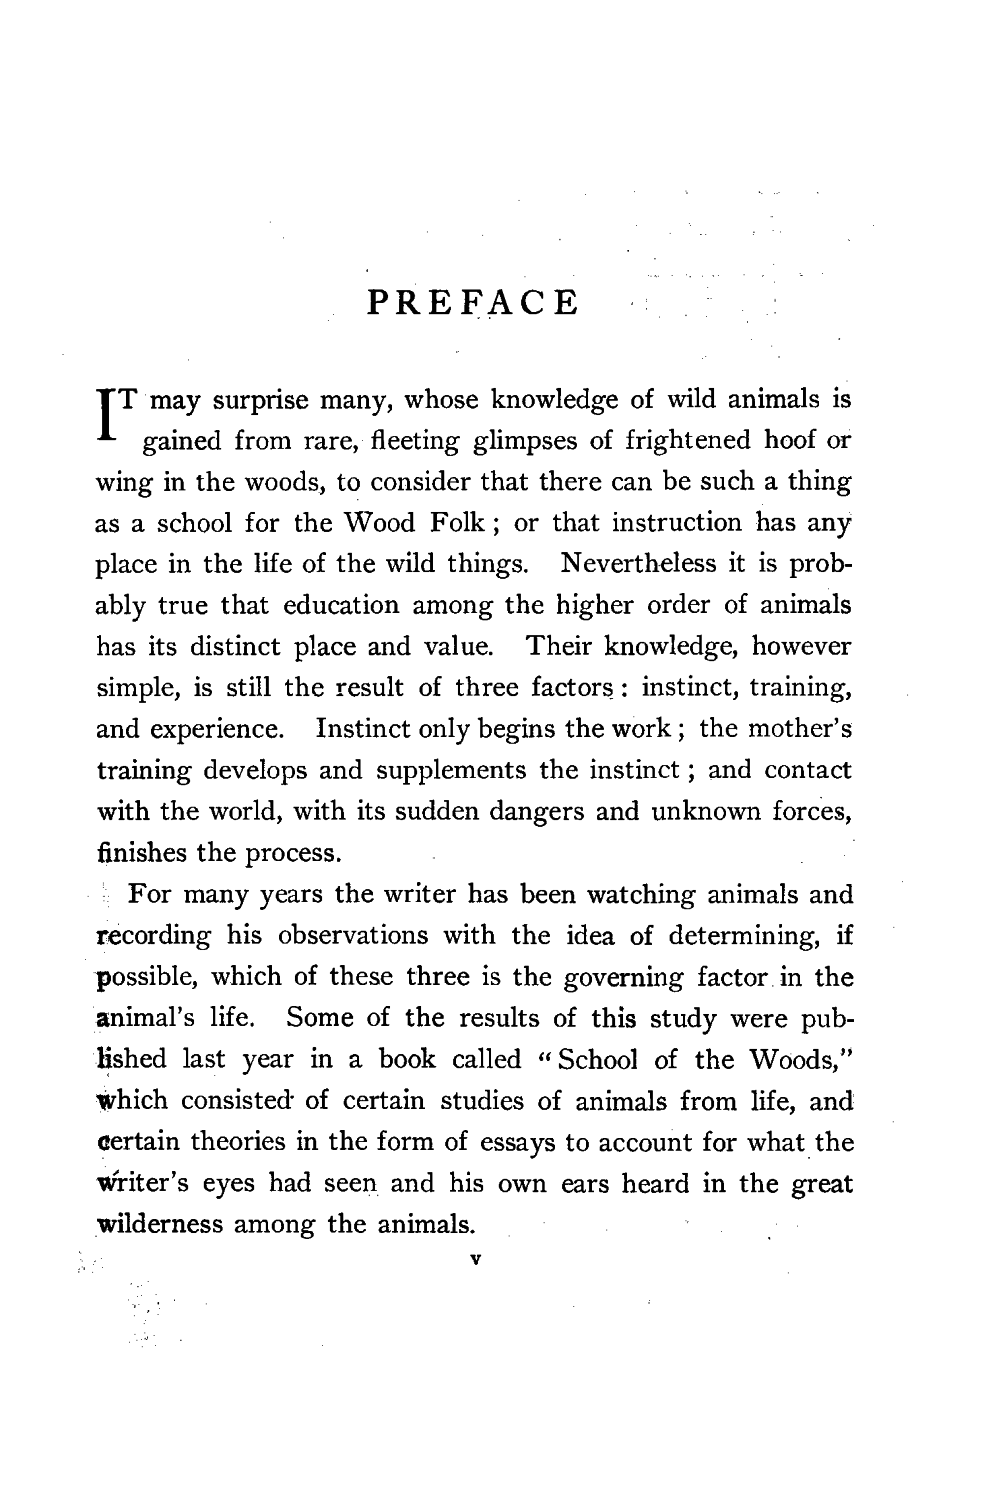 PREFACE
IT may surprise many, whose knowledge of wild animals is
gained from rare, fleeting glimpses of frightened hoof or
wing in the woods, to consider that there can be such a thing
as a school for the Wood Folk ; or that instruction has any
place in the life of the wild things. Nevertheless it is prob-
ably true that education among the higher order of animals
has its distinct place and value. Their knowledge, however
simple, is still the result of three factors : instinct, training,
and experience. Instinct only begins the work ; the mother's
training develops and supplements the instinct ; and contact
with the world, with its sudden dangers and unknown forces,
finishes the process.
For many years the writer has been watching animals and
recording his observations with the idea of determining, if
possible, which of these three is the governing factor in the
animal's life. Some of the results of this study were pub-
lished last year in a book called “School of the Woods,”
which consisted of certain studies of animals from life, and
certain theories in the form of essays to account for what the
writer's eyes had seen and his own ears heard in the great
wilderness among the animals.
v